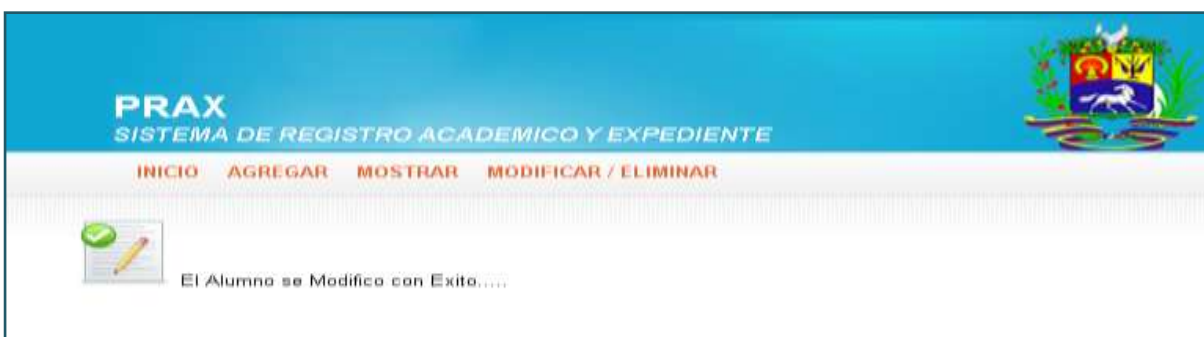 PRAX
SISTEMA DE REGISTRO ACADEMICO Y EXPEDIENTE
INICIO AGREGAR MOSTRAR MODIFICAR / ELIMINAR
El Alumno se Modifico con Exito.....